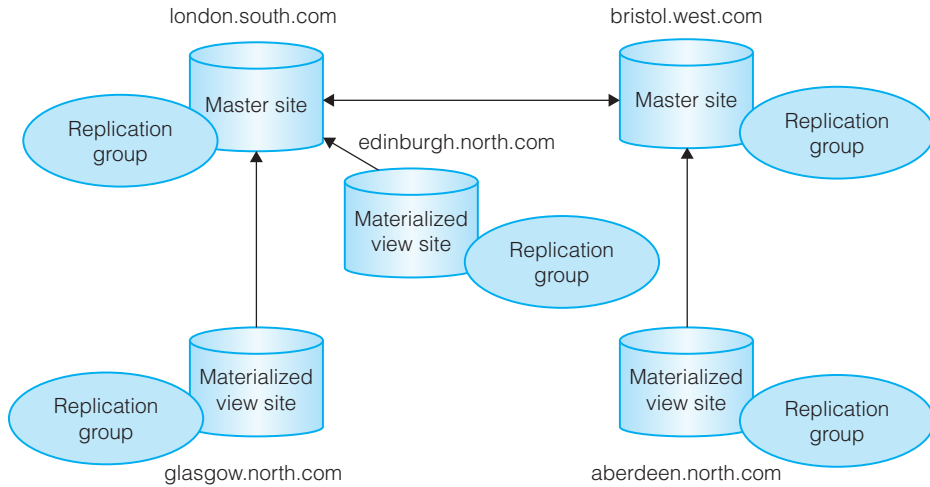 london.south.com
bristol.west.com
Master site
Replication
group
Master site
Replication
group
edinburgh.north.com
Materialized
view site
Replication
group
Materialized
view site
Replication
group
glasgow.north.com
Materialized
view site
Replication
group
aberdeen.north.com